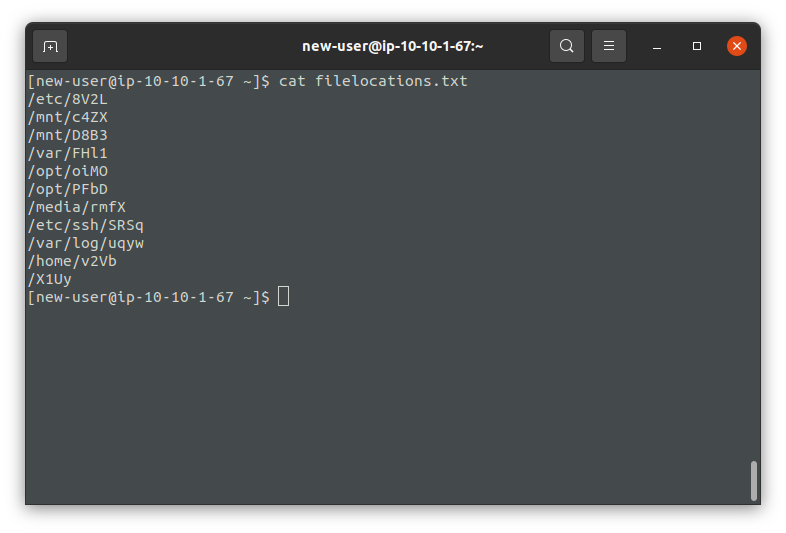 new-user@ip-10-10-1-67:~
[new-user@ip-10-10-1-67 ~]$ cat filelocations.txt
/etc/8V2L
/mnt/c4ZX
/mnt/D8B3
/var/FHl1
/opt/oiMO
/opt/PFbD
/media/rmfX
/etc/ssh/SRSq
/var/log/uqyw
/home/v2Vb
/X1Uy
[new-user@ip-10-10-1-67 ~]$